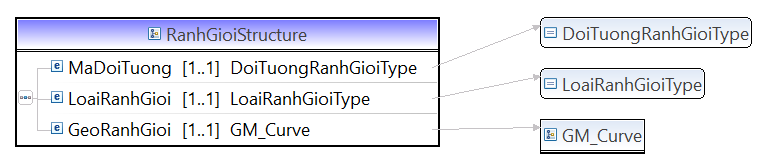 RanhGioiStructure
MaDoiTuong [1..1] DoiTuongRanhGioiType
LoaiRanhGioi [1..1] LoaiRanhGioiType
GeoRanhGioi [1..1] GM_Curve
DoiTuongRanhGioiType
LoaiRanhGioiType
GM_Curve